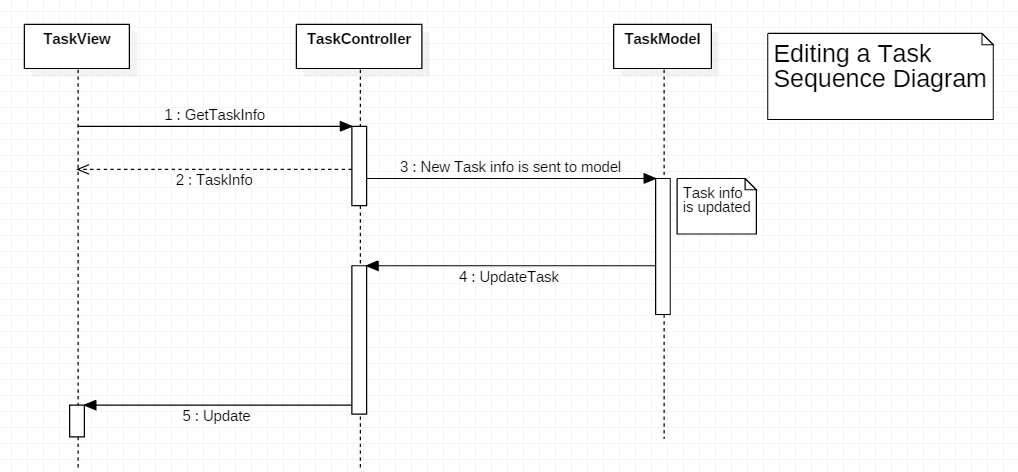 TaskView
TaskController
TaskModel
Editing a Task
Sequence Diagram
1 : GetTaskInfo
2 : TaskInfo
3 : New Task info is sent to model
Task info
is updated
4 : UpdateTask
5 : Update